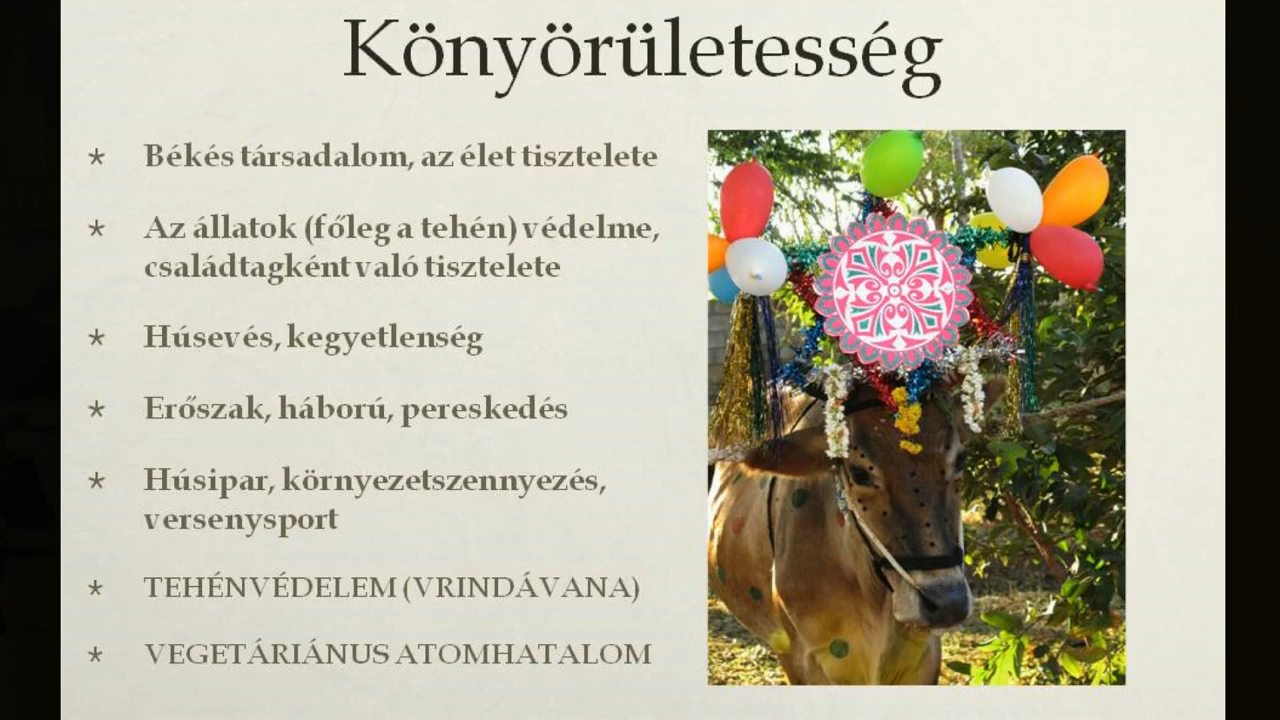 Könyörületesség
* Békés társadalom, az élet tisztelete
* Az állatok (főleg a tehén) védelme,
családtagként való tisztelete
* Húsevés, kegyetlenség
* Erőszak, háború, pereskedés
* Húsipar, környezetszennyezés,
versenysport
* TEHÉNVÉDELEM (VRINDÁVANA)
* VEGETÁRIÁNUS ATOMHATALOM